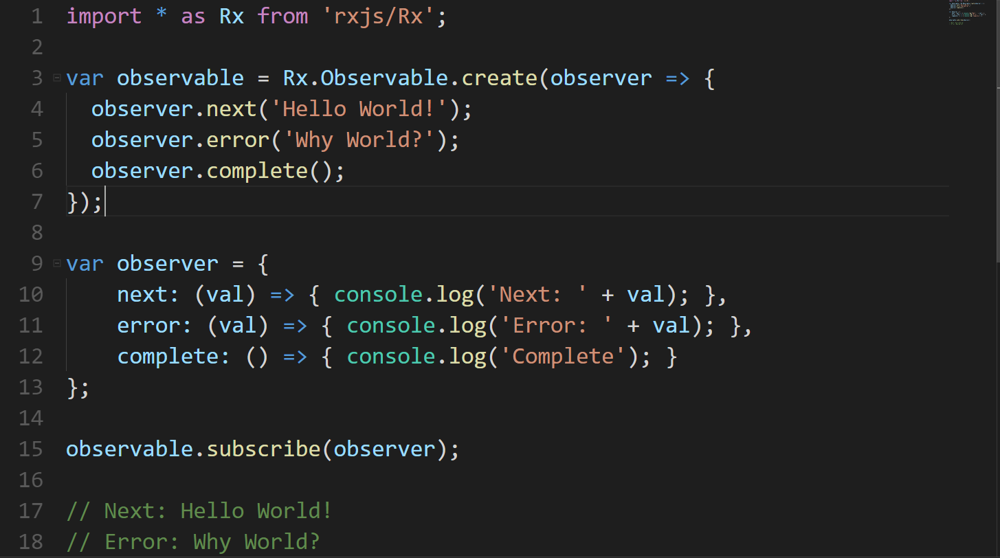 1 import * as Rx from 'rxjs/Rx';
2
3 var observable = Rx.Observable.create(observer => {
4   observer.next('Hello World!');
5   observer.error('Why World?');
6   observer.complete();
7 });
8
9 var observer = {
10     next: (val) => { console.log('Next: ' + val); },
11     error: (val) => { console.log('Error: ' + val); },
12     complete: () => { console.log('Complete'); }
13 };
14
15 observable.subscribe(observer);
16
17 // Next: Hello World!
18 // Error: Why World?